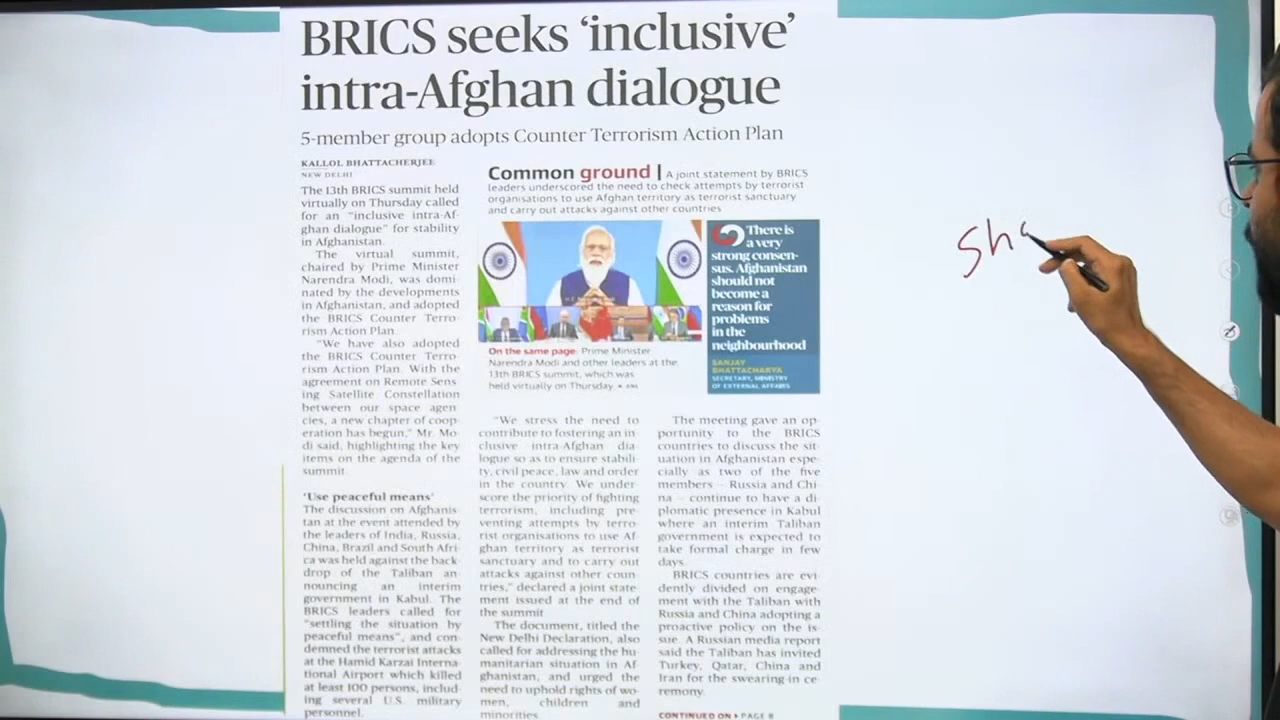 BRICS seeks ‘inclusive’
intra-Afghan dialogue
5-member group adopts Counter Terrorism Action Plan
KALLOL BHATTACHERJEE
NEW DELHI
The 13th BRICS summit held
virtually on Thursday called
for an “inclusive intra-Af-
ghan dialogue” for stability
in Afghanistan.
The virtual summit,
chaired by Prime Minister
Narendra Modi, was domi-
nated by the developments
in Afghanistan, and adopted
the BRICS Counter Terro-
rism Action Plan.
“We have also adopted
the BRICS Counter Terro-
rism Action Plan. With the
agreement on Remote Sens-
ing Satellite Constellation
between our space agen-
cies, a new chapter of coop-
eration has begun,” Mr. Mo-
di said, highlighting the key
items on the agenda of the
summit.
‘Use peaceful means’
The discussion on Afghanis-
tan at the event attended by
the leaders of India, Russia,
China, Brazil and South Afri-
ca was held against the back-
drop of the Taliban an-
nouncing an interim
government in Kabul. The
BRICS leaders called for
“settling the situation by
peaceful means”, and con-
demned the terrorist attacks
at the Hamid Karzai Interna-
tional Airport which killed
at least 100 persons, includ-
ing several U.S. military
personnel.
Common ground | A joint statement by BRICS
leaders underscored the need to check attempts by terrorist
organisations to use Afghan territory as terrorist sanctuary
and carry out attacks against other countries
There is
a very
strong consen-
sus. Afghanistan
should not
become a
reason for
problems
in the
neighbourhood
SANJAY
BHATTACHARYA
SECRETARY, MINISTRY
OF EXTERNAL AFFAIRS
On the same page: Prime Minister
Narendra Modi and other leaders at the
13th BRICS summit, which was
held virtually on Thursday. • ANI
“We stress the need to
contribute to fostering an in-
clusive intra-Afghan dia-
logue so as to ensure stabili-
ty, civil peace, law and order
in the country. We under-
score the priority of fighting
terrorism, including pre-
venting attempts by terro-
rist organisations to use Af-
ghan territory as terrorist
sanctuary and to carry out
attacks against other coun-
tries,” declared a joint state-
ment issued at the end of
the summit.
The document, titled the
New Delhi Declaration, also
called for addressing the hu-
manitarian situation in Af-
ghanistan, and urged the
need to uphold rights of wo-
men, children and
minorities.
The meeting gave an op-
portunity to the BRICS
countries to discuss the sit-
uation in Afghanistan espe-
cially as two of the five
members – Russia and Chi-
na – continue to have a di-
plomatic presence in Kabul
where an interim Taliban
government is expected to
take formal charge in few
days.
BRICS countries are evi-
dently divided on engage-
ment with the Taliban with
Russia and China adopting a
proactive policy on the is-
sue. A Russian media report
said the Taliban has invited
Turkey, Qatar, China and
Iran for the swearing-in ce-
remony.
CONTINUED ON ▸ PAGE 8
Sha